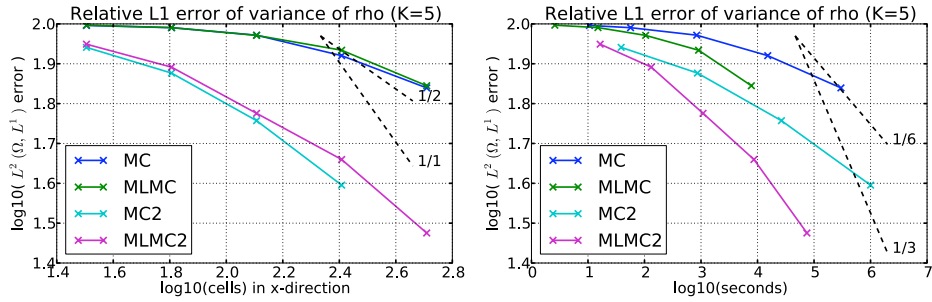 Relative L1 error of variance of rho (K=5)
log10( L² (Ω, L¹ ) error)
2.0
1.9
1.8
1.7
1.6
1.5
1.4
1/2
1/1
MC
MLMC
MC2
MLMC2
1.4 1.6 1.8 2.0 2.2 2.4 2.6 2.8
log10(cells) in x-direction
Relative L1 error of variance of rho (K=5)
log10( L² (Ω, L¹ ) error)
2.0
1.9
1.8
1.7
1.6
1.5
1.4
1/6
1/3
MC
MLMC
MC2
MLMC2
0 1 2 3 4 5 6 7
log10(seconds)